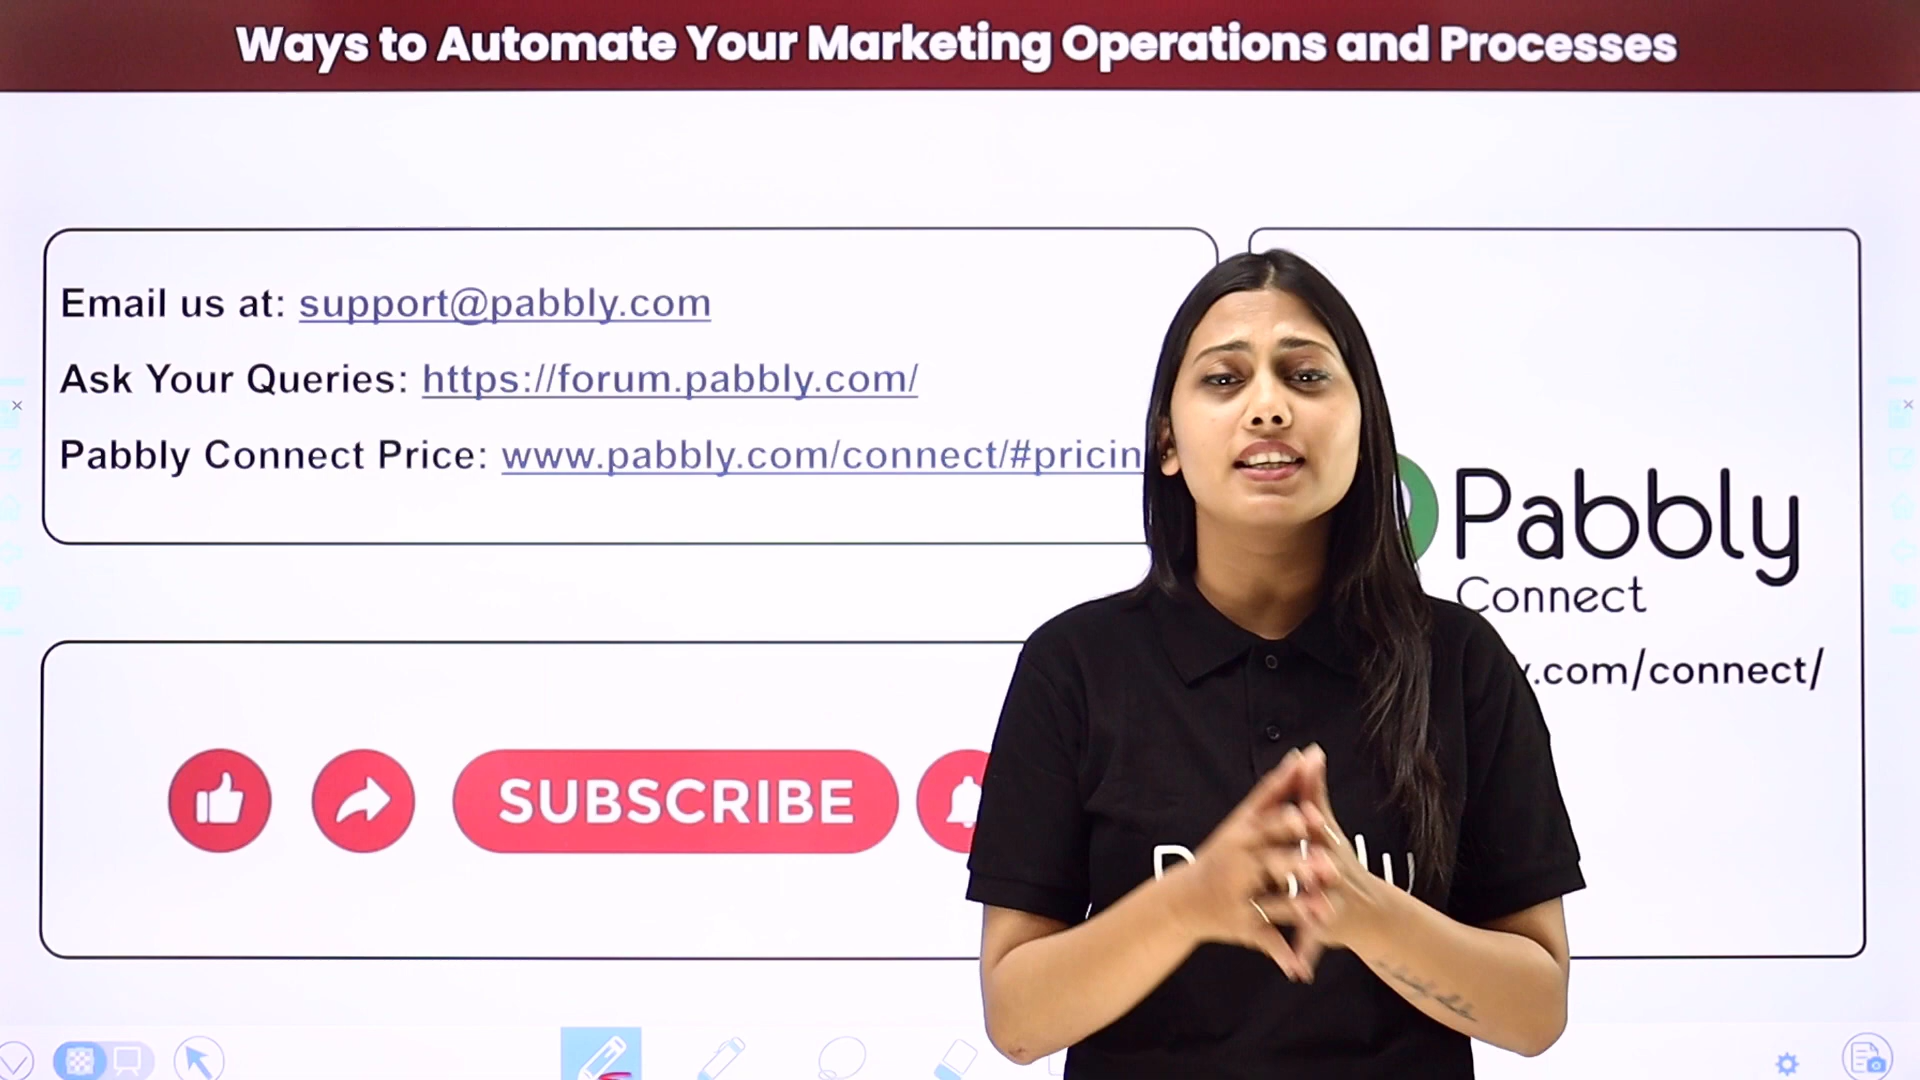 Ways to Automate Your Marketing Operations and Processes
Email us at: support@pabbly.com
Ask Your Queries: https://forum.pabbly.com/
Pabbly Connect Price: www.pabbly.com/connect/#pricin
Pabbly
Connect
.com/connect/
SUBSCRIBE